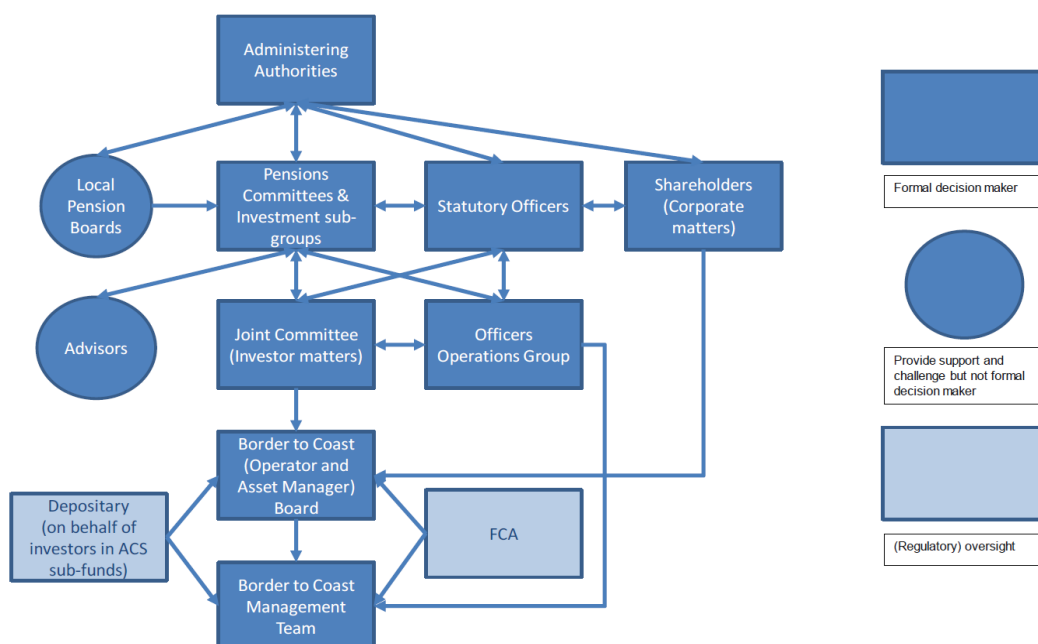 Administering
Authorities
Local
Pension
Boards
Pensions
Committees &
Investment sub-
groups
Statutory Officers
Shareholders
(Corporate
matters)
Formal decision maker
Advisors
Joint Committee
(Investor matters)
Officers
Operations Group
Provide support and
challenge but not formal
decision maker
Border to Coast
(Operator and
Asset Manager)
Board
Depositary
(on behalf of
investors in ACS
sub-funds)
FCA
(Regulatory) oversight
Border to Coast
Management
Team